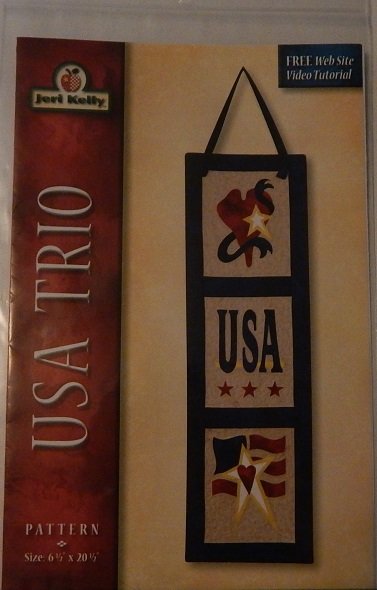 Jeri Kelly
FREE Web Site
Video Tutorial
USA TRIO
USA
PATTERN
Size: 6½" x 20½"